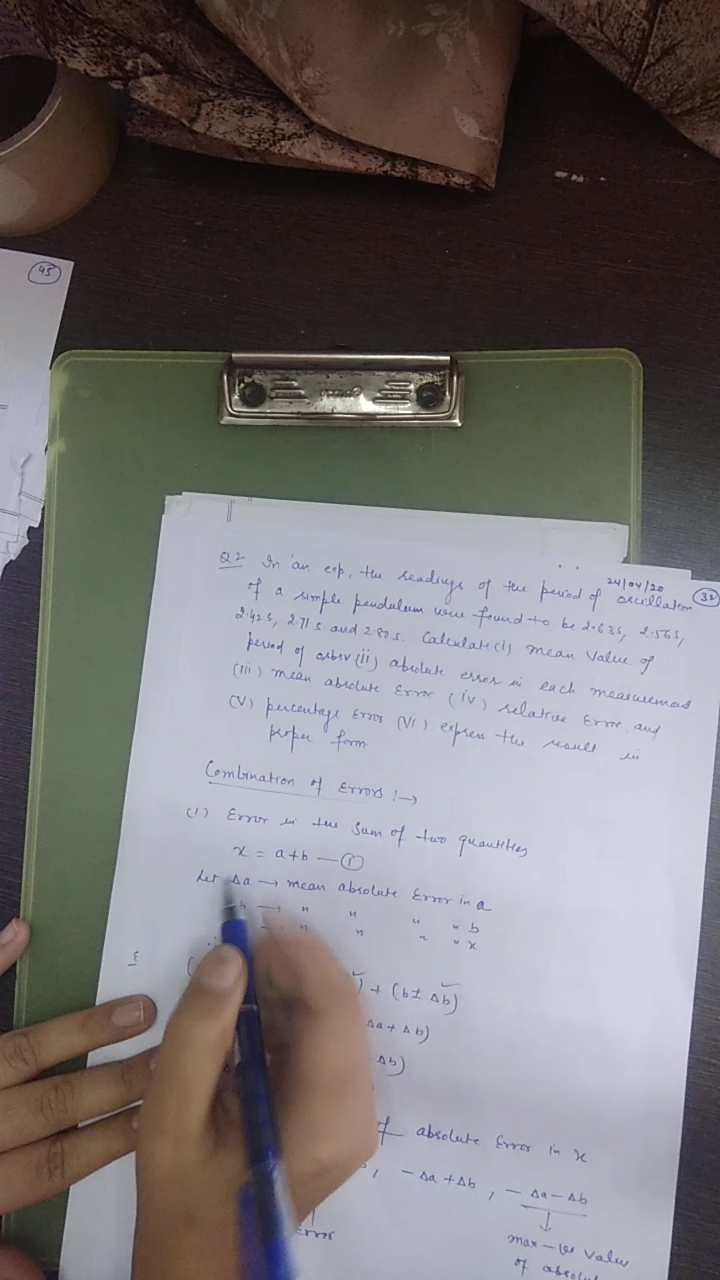 45
24/04/20
32
Q2 In an exp, the readings of the period of oscillation
of a simple pendulum were found to be 2.63s, 2.56s,
2.42s, 2.71s and 2.80s. Calculate (i) mean value of
period of (ii) absolute error in each measurement
(iii) mean absolute Error (iv) relative Error and
(V) percentage Error (VI) express the result in
proper form
Combination of Errors :→
(1) Error in the sum of two quantities
x = a+b — ①
Let Δa → mean absolute Error in a
→ " " " " b
→ " " " " x
) + (b ± Δb)
Δa + Δb)
Δb)
of absolute Error in x
, - Δa + Δb , - Δa - Δb
↓
Error
max -ve value
of